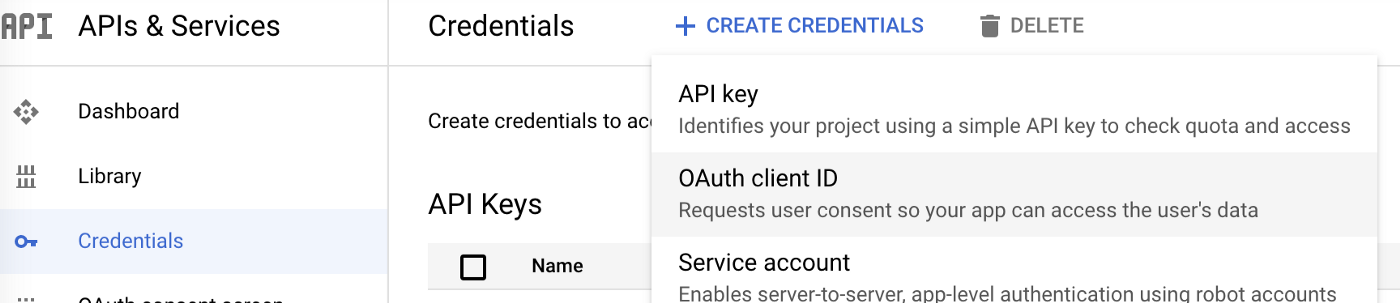 API APIs & Services Credentials + CREATE CREDENTIALS DELETE
Dashboard
Library
Credentials
OAuth consent screen
Create credentials to acc
API Keys
Name
API key
Identifies your project using a simple API key to check quota and access
OAuth client ID
Requests user consent so your app can access the user's data
Service account
Enables server-to-server, app-level authentication using robot accounts